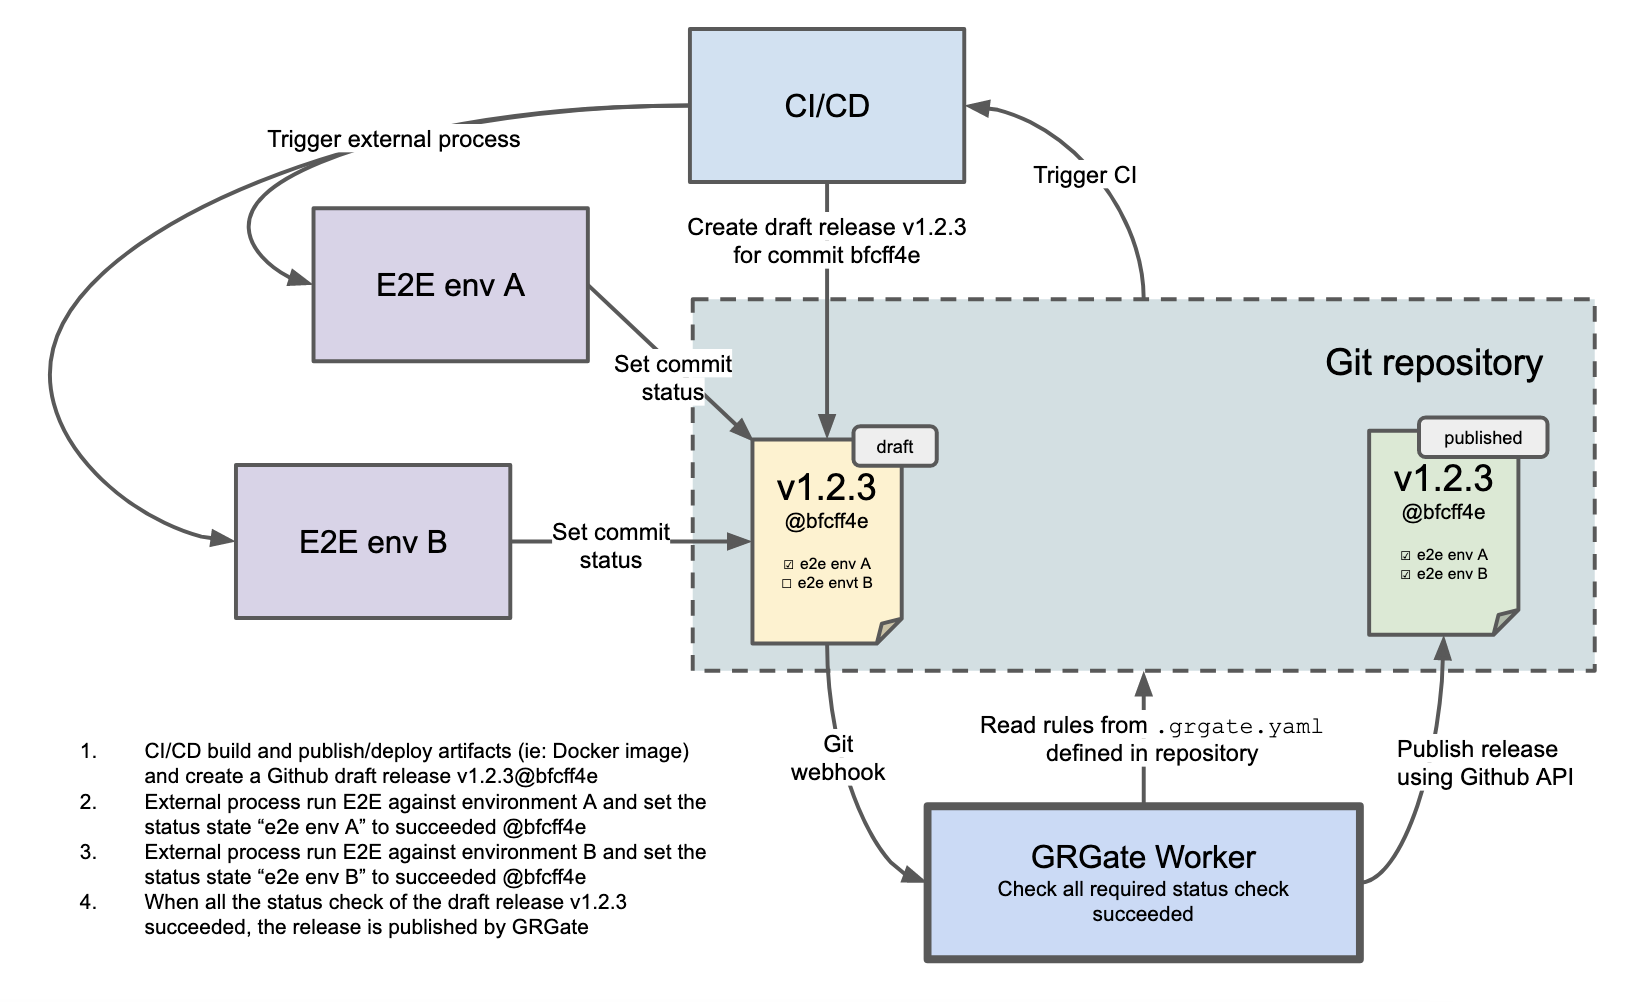 CI/CD
Trigger external process
Trigger CI
Create draft release v1.2.3
for commit bfcff4e
E2E env A
Set commit
status
Git repository
draft
v1.2.3
@bfcff4e
☑ e2e env A
☐ e2e envt B
published
v1.2.3
@bfcff4e
☑ e2e env A
☑ e2e env B
E2E env B
Set commit
status
Git
webhook
Read rules from .grgate.yaml
defined in repository
Publish release
using Github API
GRGate Worker
Check all required status check
succeeded
1. CI/CD build and publish/deploy artifacts (ie: Docker image)
and create a Github draft release v1.2.3@bfcff4e
2. External process run E2E against environment A and set the
status state “e2e env A” to succeeded @bfcff4e
3. External process run E2E against environment B and set the
status state “e2e env B” to succeeded @bfcff4e
4. When all the status check of the draft release v1.2.3
succeeded, the release is published by GRGate